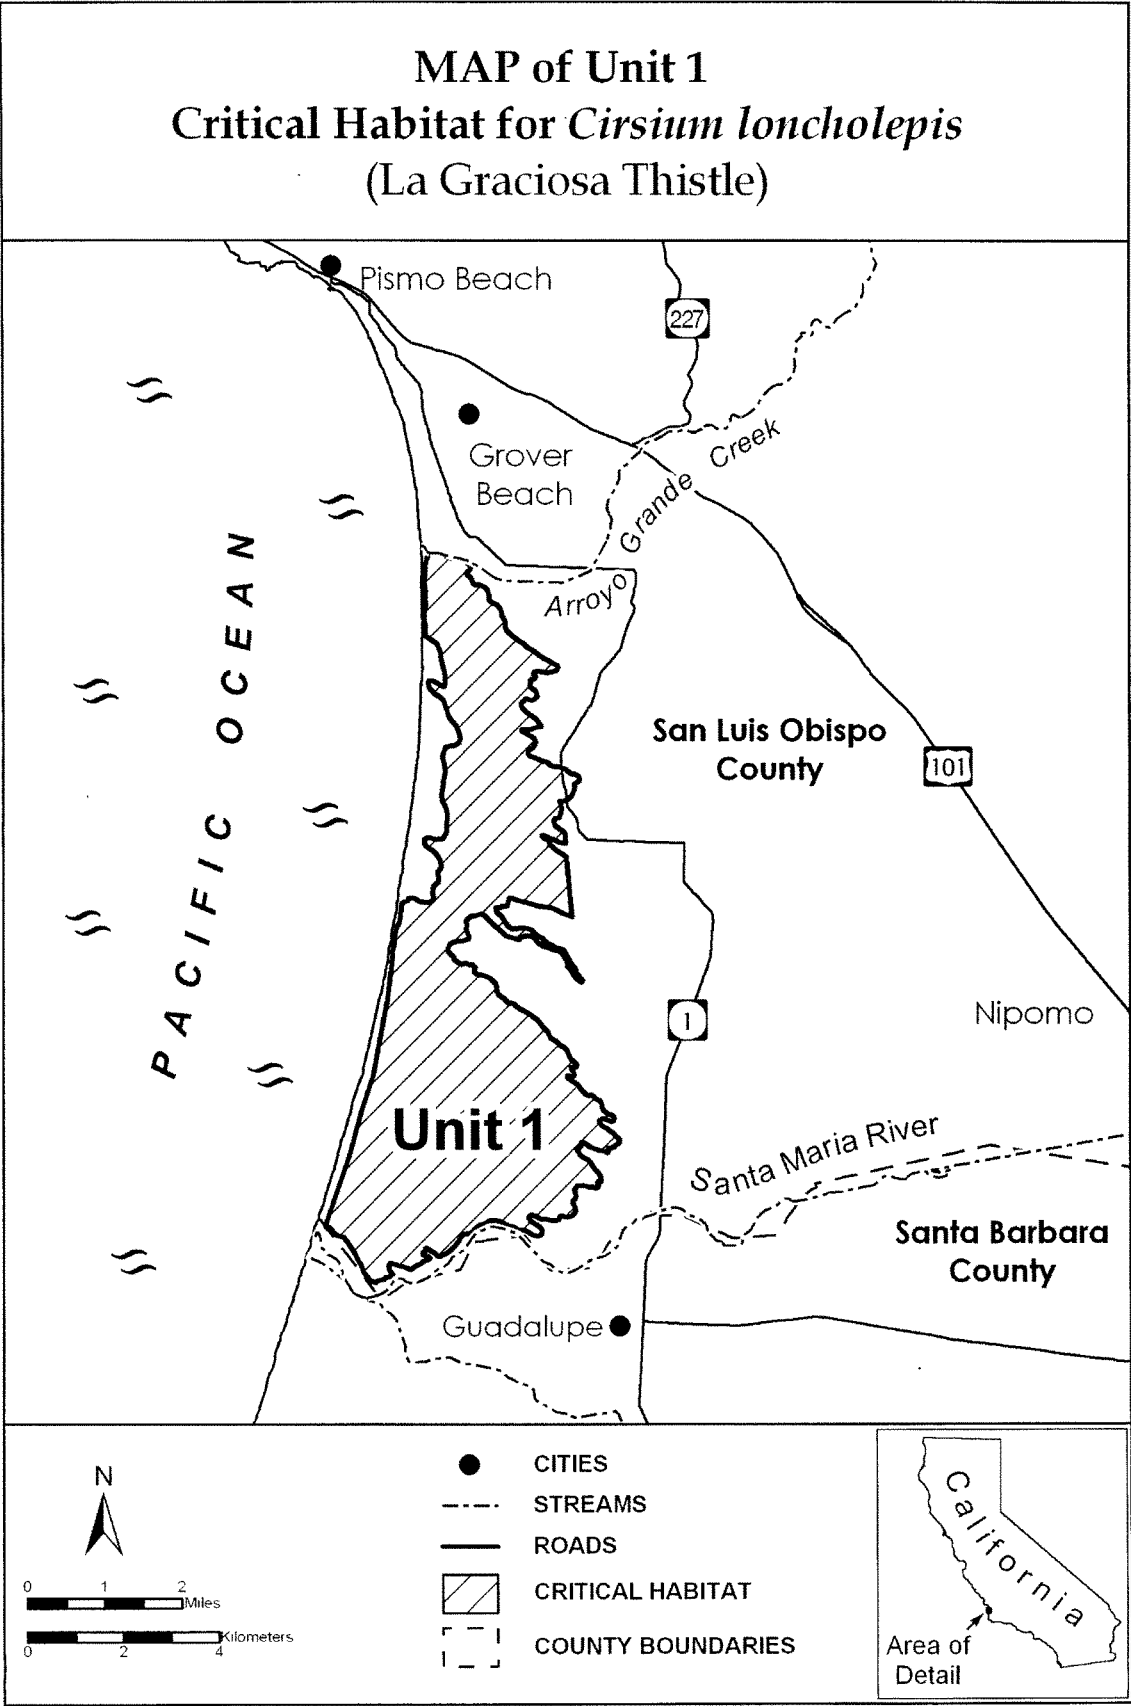 MAP of Unit 1
Critical Habitat for Cirsium loncholepis
(La Graciosa Thistle)
Pismo Beach
227
Grover
Beach
Arroyo Grande Creek
PACIFIC OCEAN
San Luis Obispo
County
101
1
Nipomo
Unit 1
Santa Maria River
Santa Barbara
County
Guadalupe
N
0 1 2
Miles
Kilometers
0 2 4
CITIES
STREAMS
ROADS
CRITICAL HABITAT
COUNTY BOUNDARIES
California
Area of
Detail